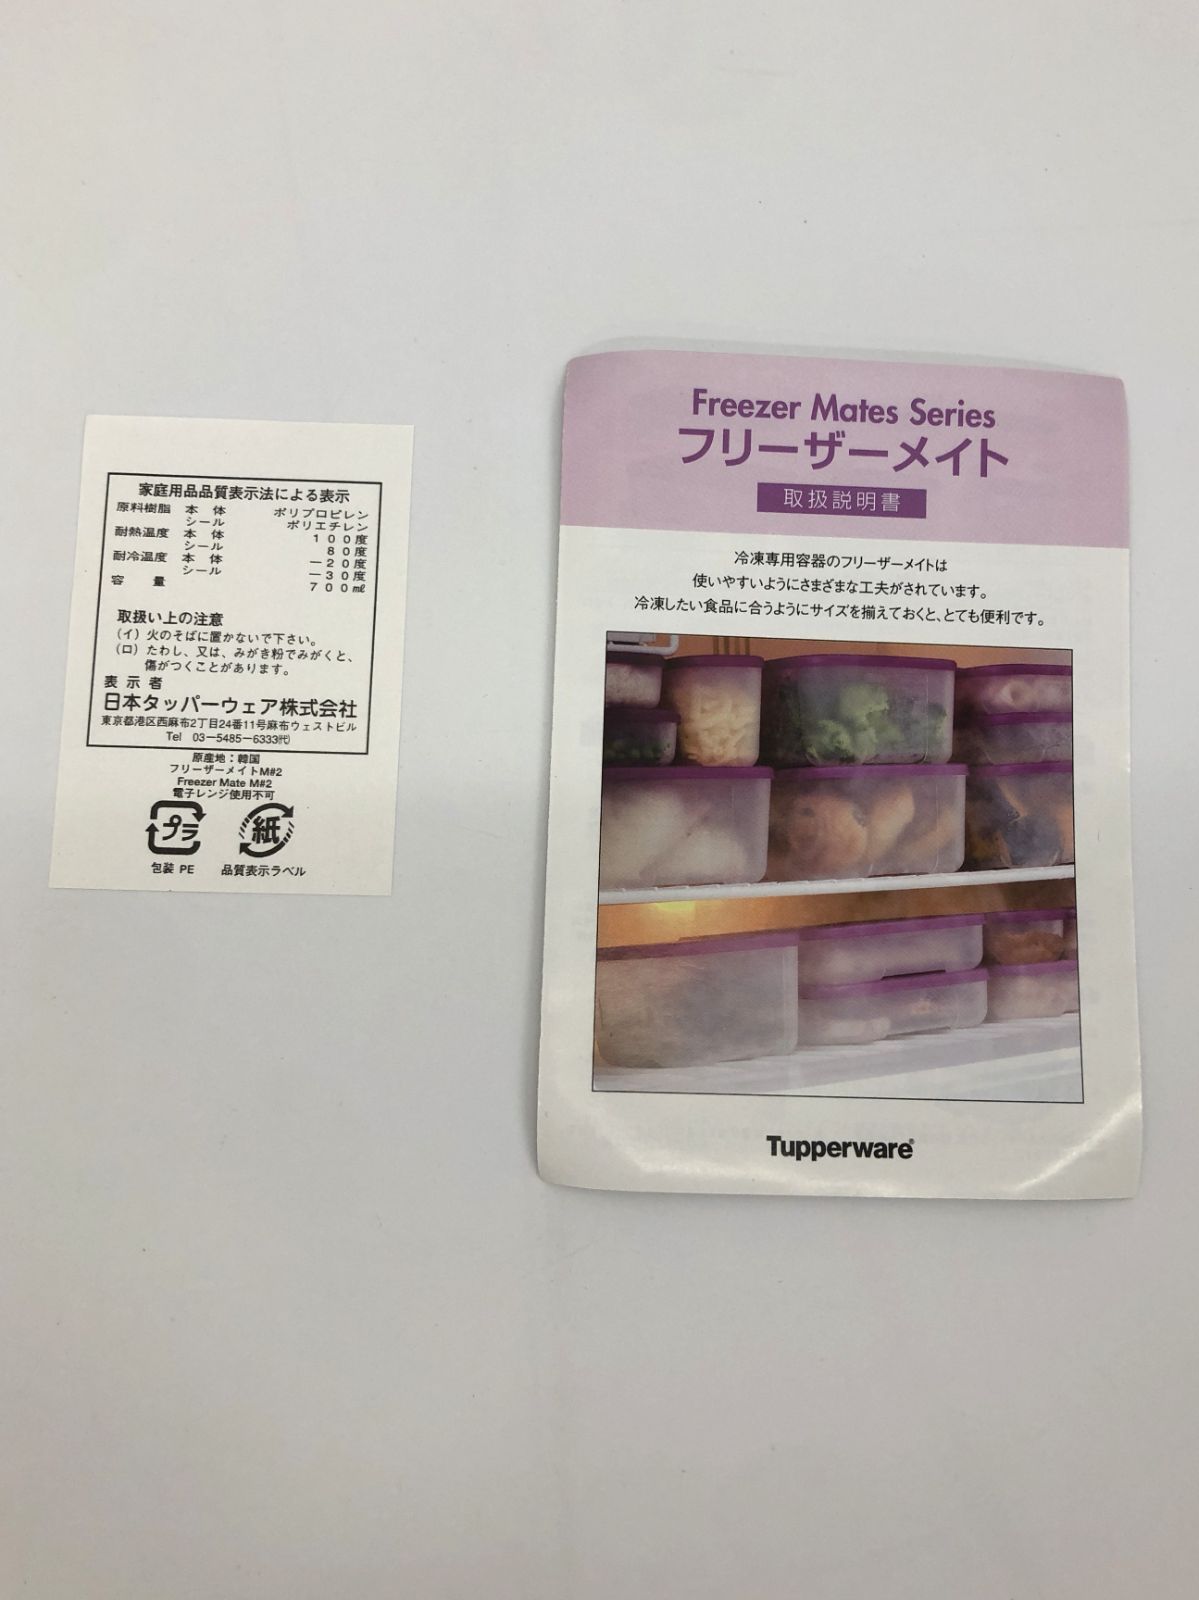 家庭用品品質表示法による表示
原料樹脂 本体 ポリプロピレン
シール ポリエチレン
耐熱温度 本体 100度
シール 80度
耐冷温度 本体 −20度
シール −30度
容量 700㎖
取扱い上の注意
(イ) 火のそばに置かないで下さい。
(ロ) たわし、又は、みがき粉でみがくと、
傷がつくことがあります。
表示者
日本タッパーウェア株式会社
東京都港区西麻布2丁目24番11号麻布ウェストビル
Tel 03−5485−6333㈹
原産地:韓国
フリーザーメイトM#2
Freezer Mate M#2
電子レンジ使用不可
プラ 紙
包装 PE 品質表示ラベル
Freezer Mates Series
フリーザーメイト
取扱説明書
冷凍専用容器のフリーザーメイトは
使いやすいようにさまざまな工夫がされています。
冷凍したい食品に合うようにサイズを揃えておくと、とても便利です。
Tupperware®